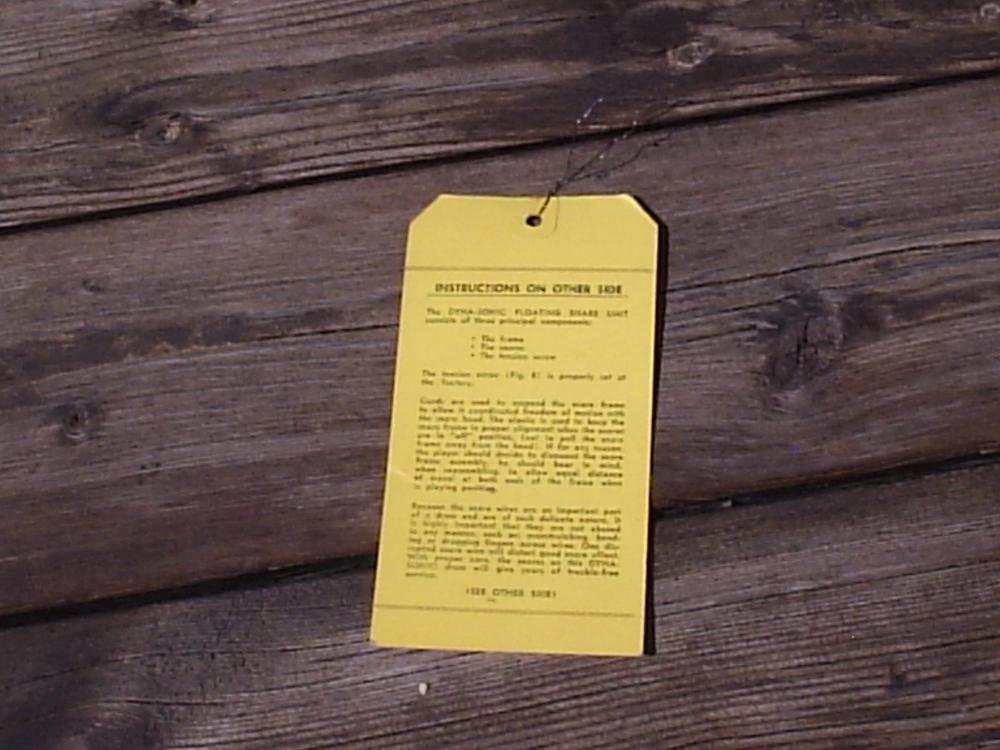 INSTRUCTIONS ON OTHER SIDE
The DYNA-SONIC FLOATING SNARE UNIT
consists of three principal components:
• The frame
• The snares
• The tension screw
The tension screw (Fig. B) is properly set at
the factory.
Cords are used to suspend the snare frame
to allow it coordinated freedom of motion with
the snare head. The elastic is used to keep the
snare frame in proper alignment when the snares
are in "off" position, (not to pull the snare
frame away from the head). If for any reason,
the player should decide to dismount the snare
frame assembly, he should bear in mind,
when reassembling, to allow equal distance
of travel at both ends of the frame when
in playing position.
Because the snare wires are an important part
of a drum and are of such delicate nature, it
is highly important that they are not abused
in any manner, such as: overstretching, bend-
ing or dragging fingers across wires. One dis-
rupted snare wire will distort good snare effect.
With proper care, the snares on this DYNA-
SONIC drum will give years of trouble-free
service.
(SEE OTHER SIDE)